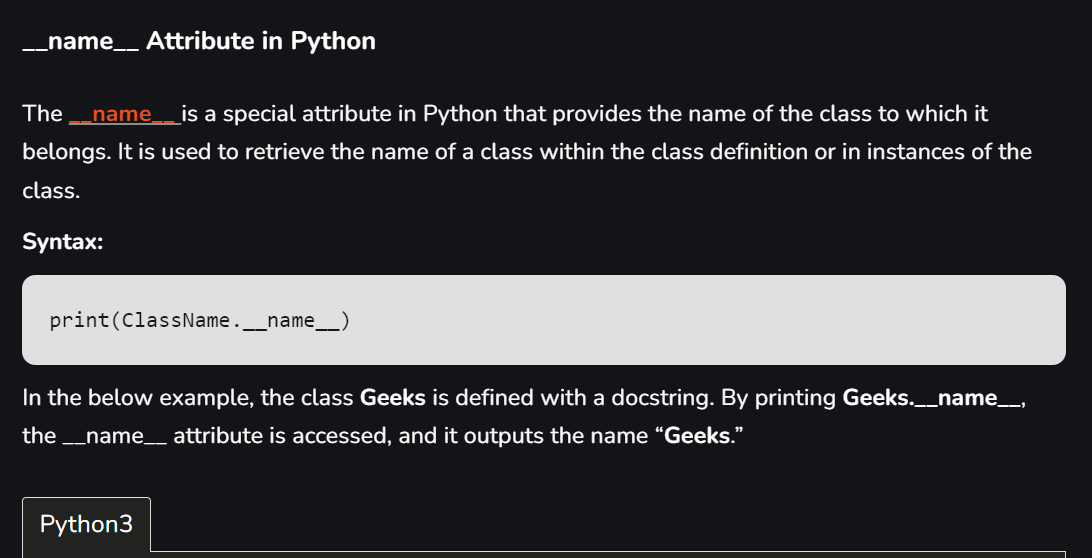 __name__ Attribute in Python
The __name__ is a special attribute in Python that provides the name of the class to which it
belongs. It is used to retrieve the name of a class within the class definition or in instances of the
class.
Syntax:
print(ClassName.__name__)
In the below example, the class Geeks is defined with a docstring. By printing Geeks.__name__,
the __name__ attribute is accessed, and it outputs the name “Geeks.”
Python3